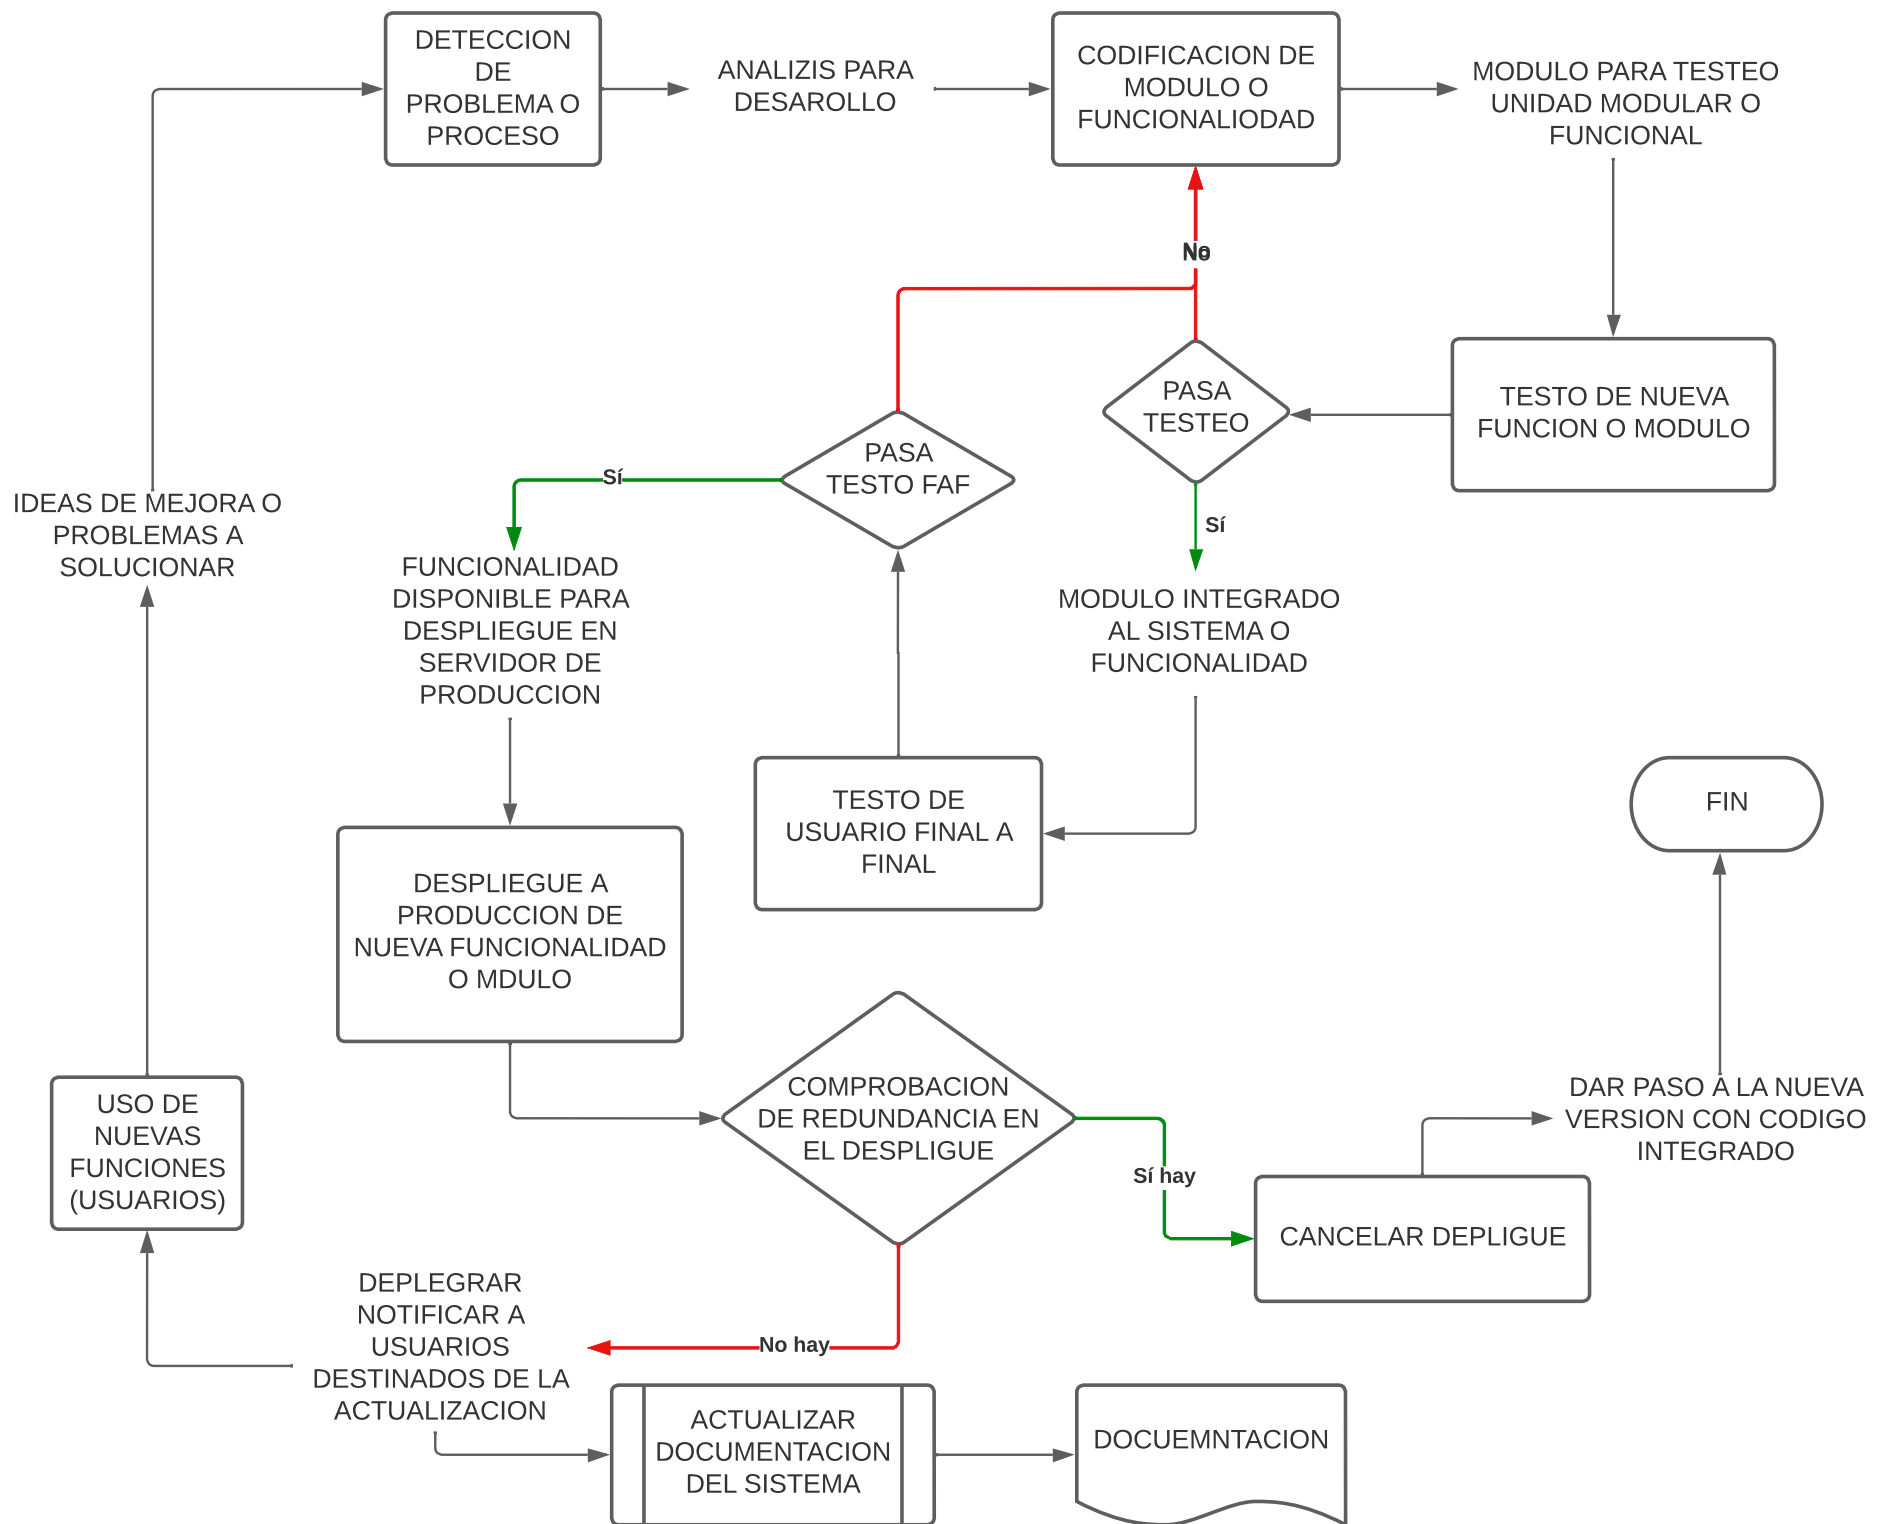 DETECCION
DE
PROBLEMA O
PROCESO
ANALIZIS PARA
DESAROLLO
CODIFICACION DE
MODULO O
FUNCIONALIODAD
MODULO PARA TESTEO
UNIDAD MODULAR O
FUNCIONAL
No
No
PASA
TESTEO
TESTO DE NUEVA
FUNCION O MODULO
PASA
TESTO FAF
Sí
Sí
IDEAS DE MEJORA O
PROBLEMAS A
SOLUCIONAR
FUNCIONALIDAD
DISPONIBLE PARA
DESPLIEGUE EN
SERVIDOR DE
PRODUCCION
MODULO INTEGRADO
AL SISTEMA O
FUNCIONALIDAD
TESTO DE
USUARIO FINAL A
FINAL
FIN
DESPLIEGUE A
PRODUCCION DE
NUEVA FUNCIONALIDAD
O MDULO
COMPROBACION
DE REDUNDANCIA EN
EL DESPLIGUE
USO DE
NUEVAS
FUNCIONES
(USUARIOS)
DAR PASO A LA NUEVA
VERSION CON CODIGO
INTEGRADO
Sí hay
CANCELAR DEPLIGUE
DEPLEGRAR
NOTIFICAR A
USUARIOS
DESTINADOS DE LA
ACTUALIZACION
No hay
ACTUALIZAR
DOCUMENTACION
DEL SISTEMA
DOCUEMNTACION